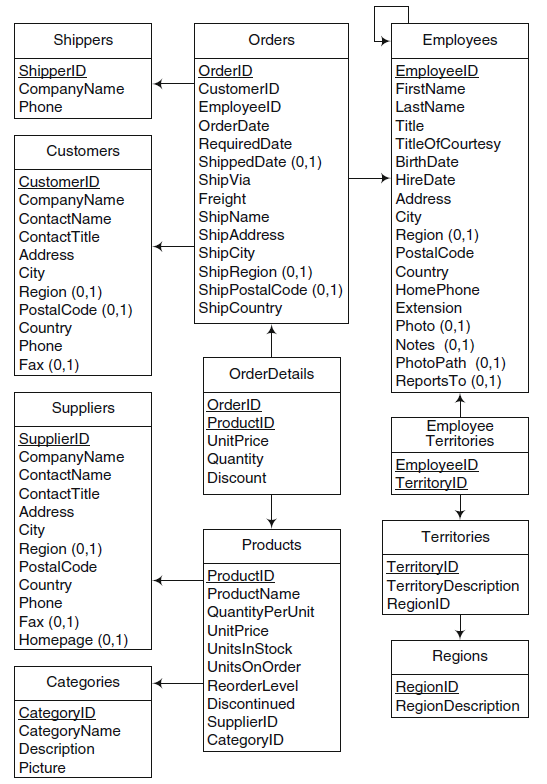 Shippers
ShipperID
CompanyName
Phone
Customers
CustomerID
CompanyName
ContactName
ContactTitle
Address
City
Region (0,1)
PostalCode (0,1)
Country
Phone
Fax (0,1)
Suppliers
SupplierID
CompanyName
ContactName
ContactTitle
Address
City
Region (0,1)
PostalCode
Country
Phone
Fax (0,1)
Homepage (0,1)
Categories
CategoryID
CategoryName
Description
Picture
Orders
OrderID
CustomerID
EmployeeID
OrderDate
RequiredDate
ShippedDate (0,1)
ShipVia
Freight
ShipName
ShipAddress
ShipCity
ShipRegion (0,1)
ShipPostalCode (0,1)
ShipCountry
OrderDetails
OrderID
ProductID
UnitPrice
Quantity
Discount
Products
ProductID
ProductName
QuantityPerUnit
UnitPrice
UnitsInStock
UnitsOnOrder
ReorderLevel
Discontinued
SupplierID
CategoryID
Employees
EmployeeID
FirstName
LastName
Title
TitleOfCourtesy
BirthDate
HireDate
Address
City
Region (0,1)
PostalCode
Country
HomePhone
Extension
Photo (0,1)
Notes (0,1)
PhotoPath (0,1)
ReportsTo (0,1)
Employee
Territories
EmployeeID
TerritoryID
Territories
TerritoryID
TerritoryDescription
RegionID
Regions
RegionID
RegionDescription